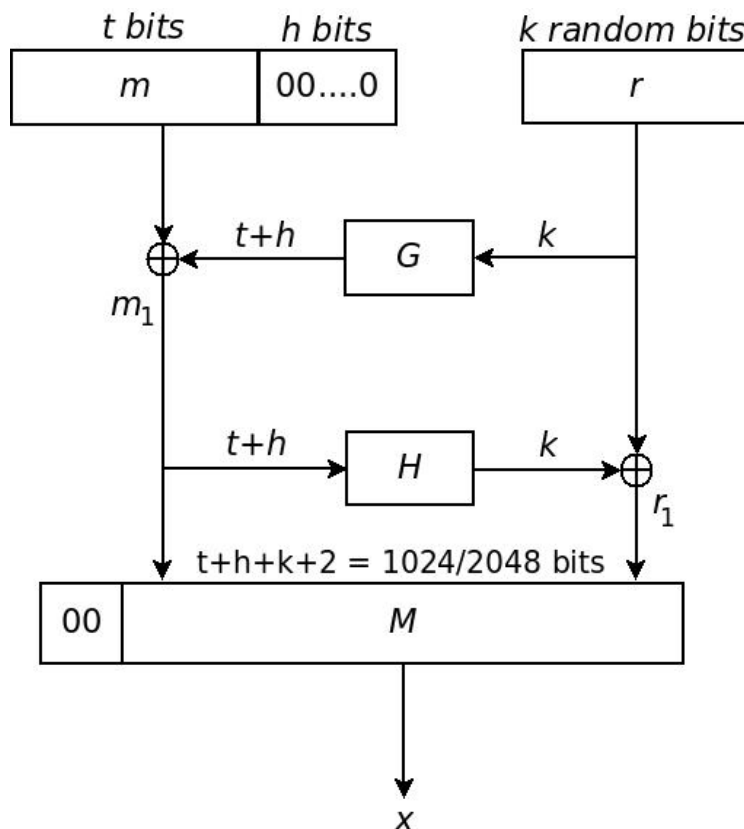 t bits h bits k random bits
m 00....0 r
t+h G k
m1
t+h H k
r1
t+h+k+2 = 1024/2048 bits
00 M
x